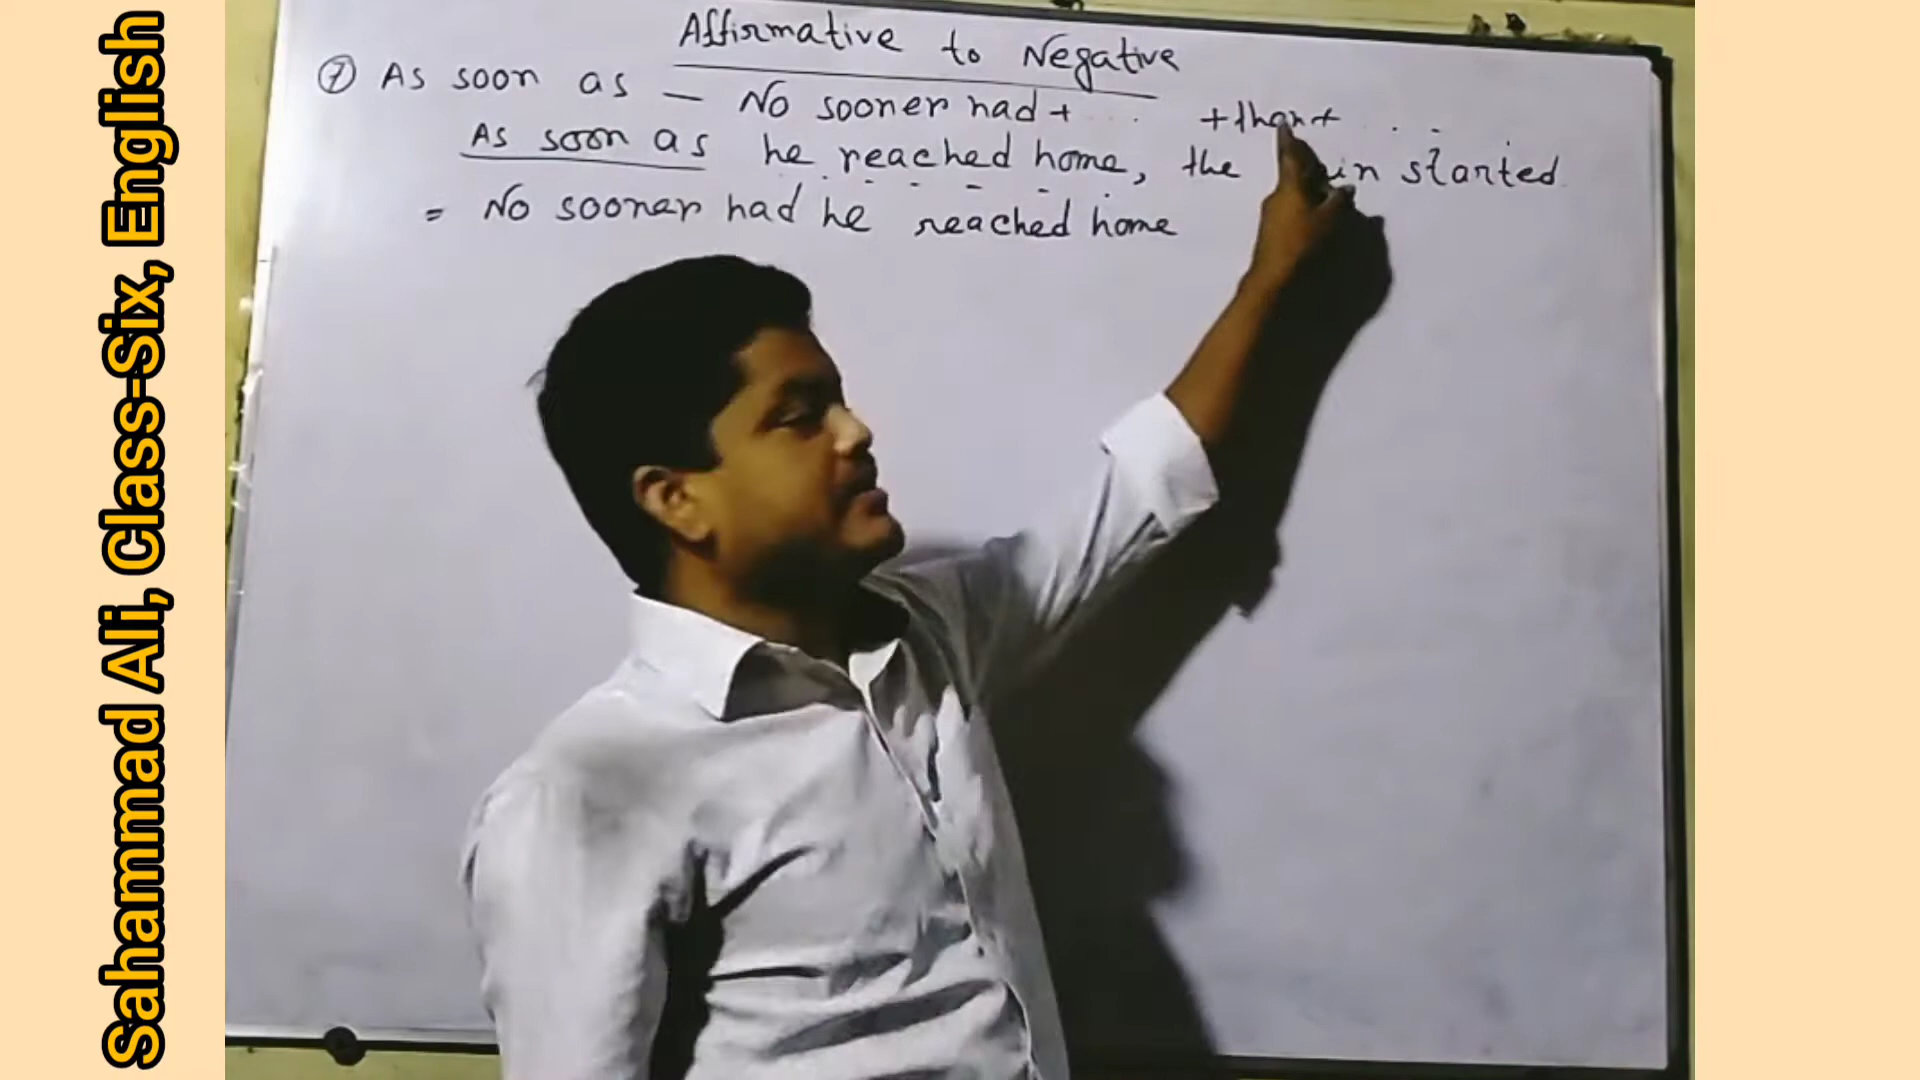 Affirmative to Negative
⑦ As soon as — No sooner had + ... + than + ...
As soon as he reached home, the started
= No sooner had he reached home
Sahammad Ali, Class-Six, English